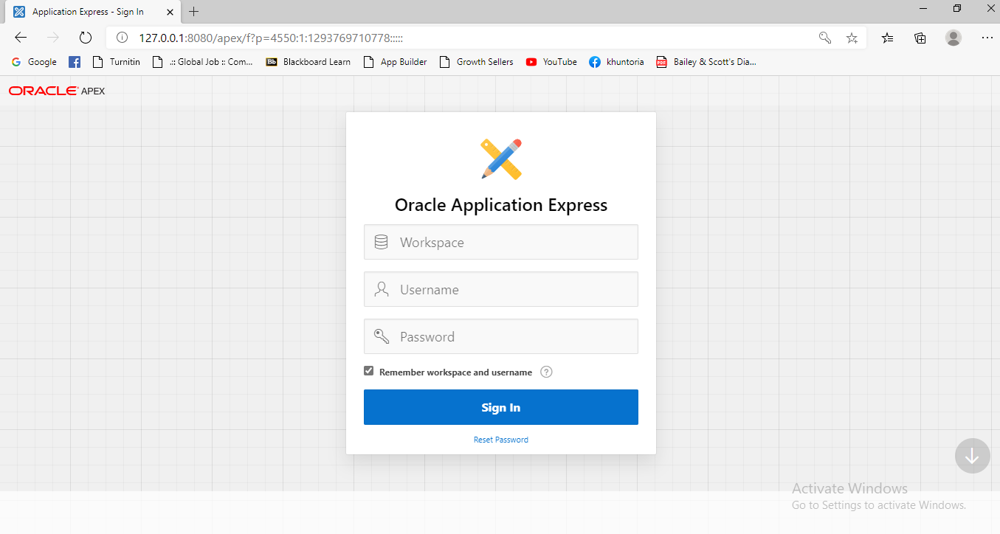 Application Express - Sign In
127.0.0.1:8080/apex/f?p=4550:1:1293769710778:::::
Google Turnitin .:: Global Job :: Com... Bb Blackboard Learn App Builder Growth Sellers YouTube khuntoria PDF Bailey & Scott's Dia...
ORACLE APEX
Oracle Application Express
Workspace
Username
Password
Remember workspace and username ?
Sign In
Reset Password
Activate Windows
Go to Settings to activate Windows.